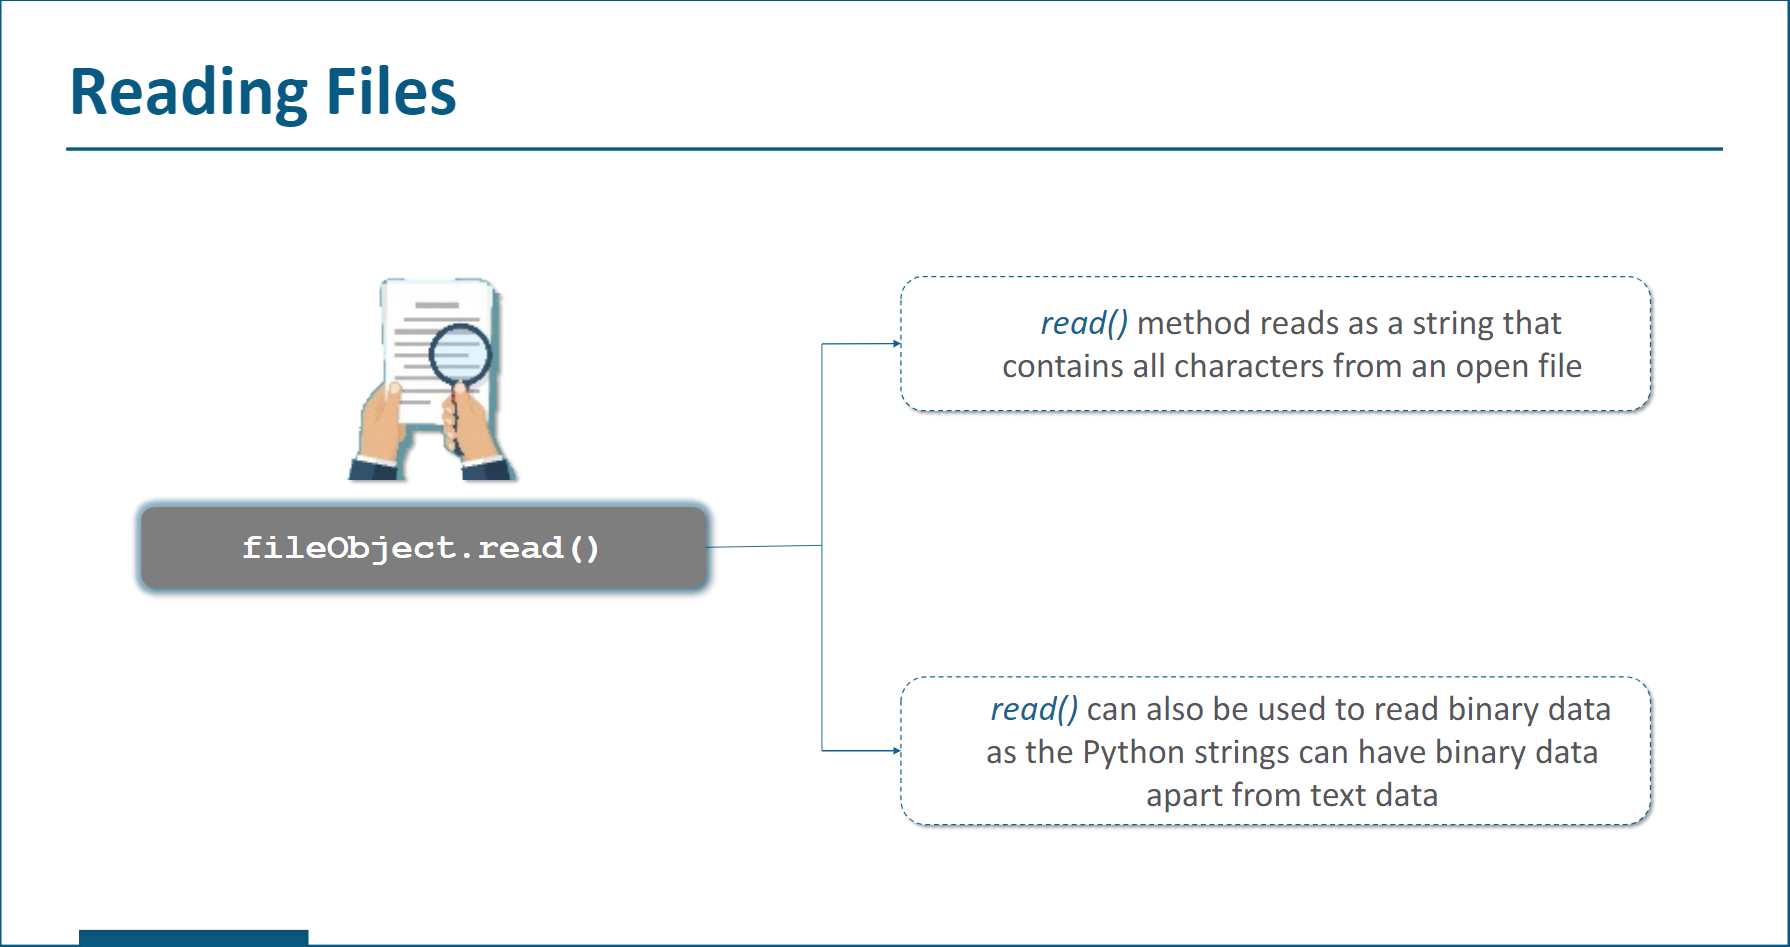 Reading Files
fileObject.read()
read() method reads as a string that
contains all characters from an open file
read() can also be used to read binary data
as the Python strings can have binary data
apart from text data